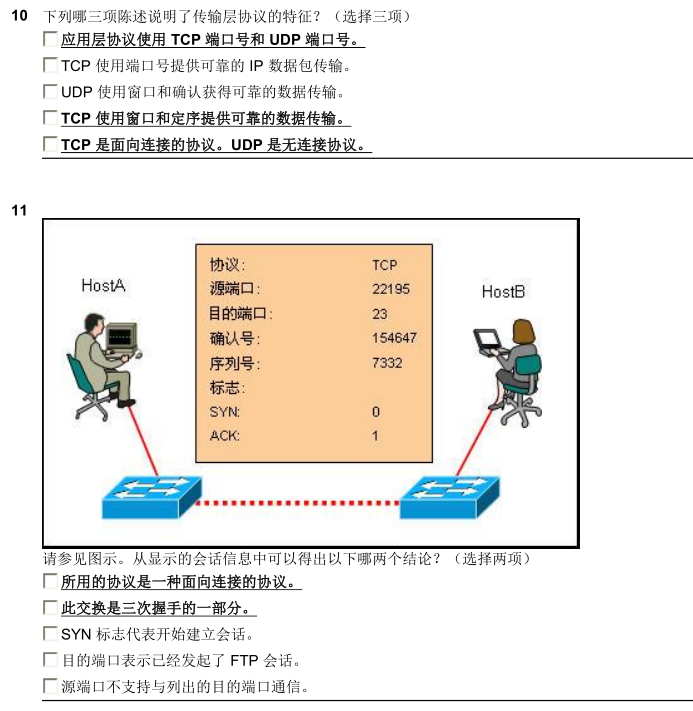 10 下列哪三项陈述说明了传输层协议的特征？（选择三项）
应用层协议使用 TCP 端口号和 UDP 端口号。
TCP 使用端口号提供可靠的 IP 数据包传输。
UDP 使用窗口和确认获得可靠的数据传输。
TCP 使用窗口和定序提供可靠的数据传输。
TCP 是面向连接的协议。UDP 是无连接协议。
11
HostA
HostB
协议: TCP
源端口: 22195
目的端口: 23
确认号: 154647
序列号: 7332
标志:
SYN: 0
ACK: 1
请参见图示。从显示的会话信息中可以得出以下哪两个结论？（选择两项）
所用的协议是一种面向连接的协议。
此交换是三次握手的一部分。
SYN 标志代表开始建立会话。
目的端口表示已经发起了 FTP 会话。
源端口不支持与列出的目的端口通信。